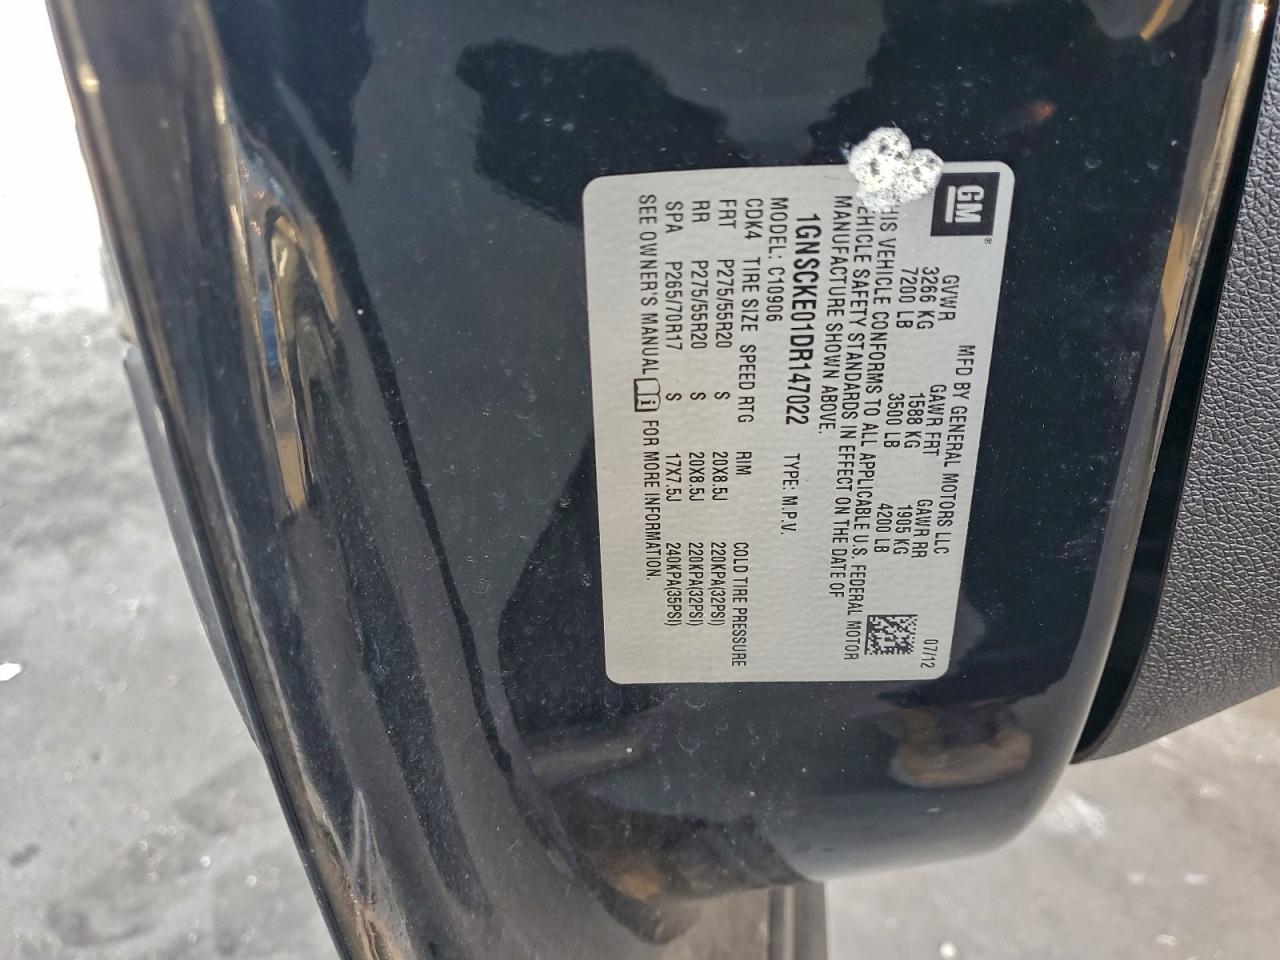 GM®
MFD BY GENERAL MOTORS LLC
07/12
GVWR GAWR FRT GAWR RR
3266 KG 1588 KG 1905 KG
7200 LB 3500 LB 4200 LB
HIS VEHICLE CONFORMS TO ALL APPLICABLE U.S. FEDERAL MOTOR
EHICLE SAFETY STANDARDS IN EFFECT ON THE DATE OF
MANUFACTURE SHOWN ABOVE.
1GNSCKE01DR147022 TYPE: M.P.V.
MODEL: C10906
CDK4 TIRE SIZE SPEED RTG RIM COLD TIRE PRESSURE
FRT P275/55R20 S 20X8.5J 220KPA(32PSI)
RR P275/55R20 S 20X8.5J 220KPA(32PSI)
SPA P265/70R17 S 17X7.5J 240KPA(35PSI)
SEE OWNER'S MANUAL i FOR MORE INFORMATION.